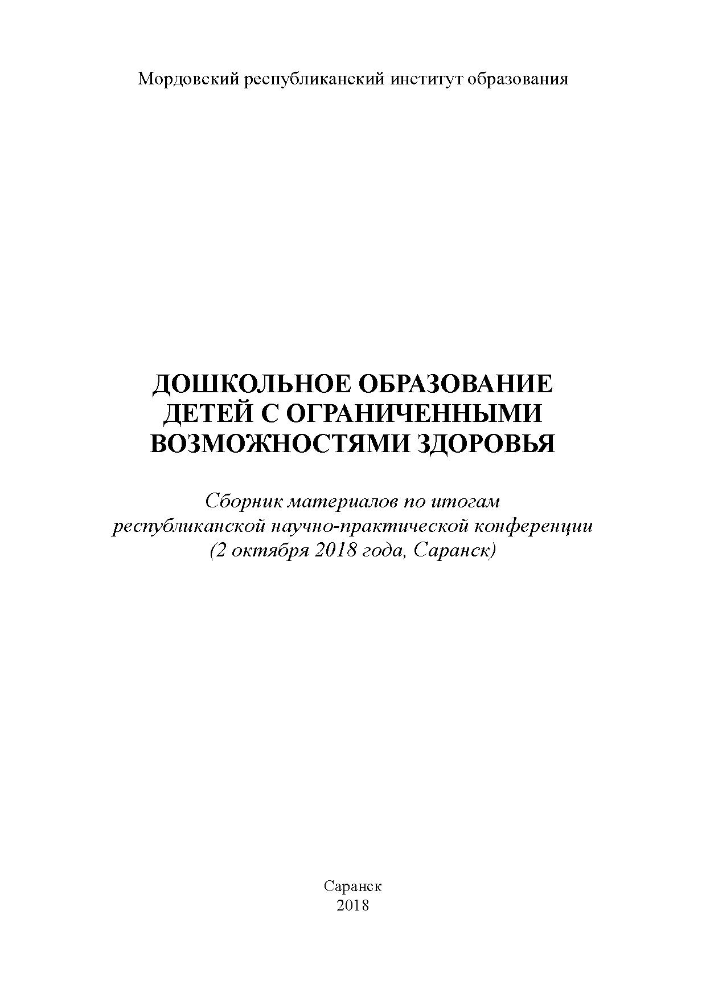 Мордовский республиканский институт образования
ДОШКОЛЬНОЕ ОБРАЗОВАНИЕ
ДЕТЕЙ С ОГРАНИЧЕННЫМИ
ВОЗМОЖНОСТЯМИ ЗДОРОВЬЯ
Сборник материалов по итогам
республиканской научно-практической конференции
(2 октября 2018 года, Саранск)
Саранск
2018